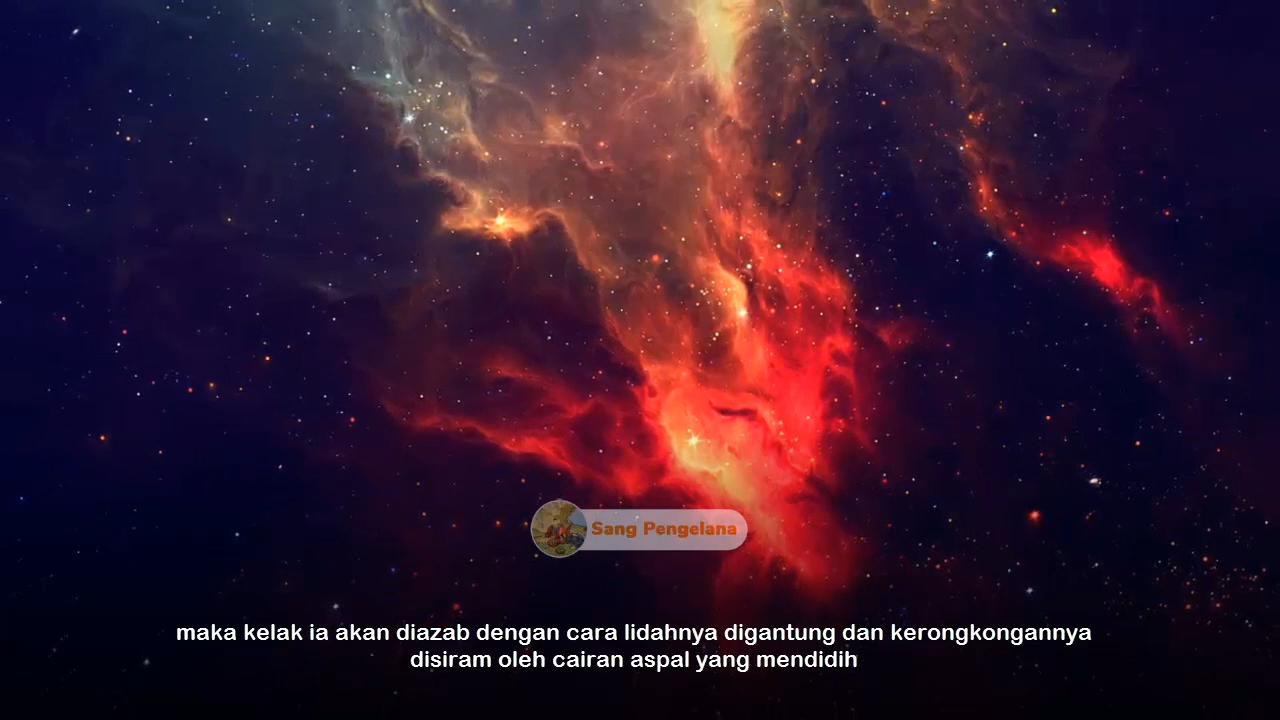 Sang Pengelana
maka kelak ia akan diazab dengan cara lidahnya digantung dan kerongkongannya
disiram oleh cairan aspal yang mendidih